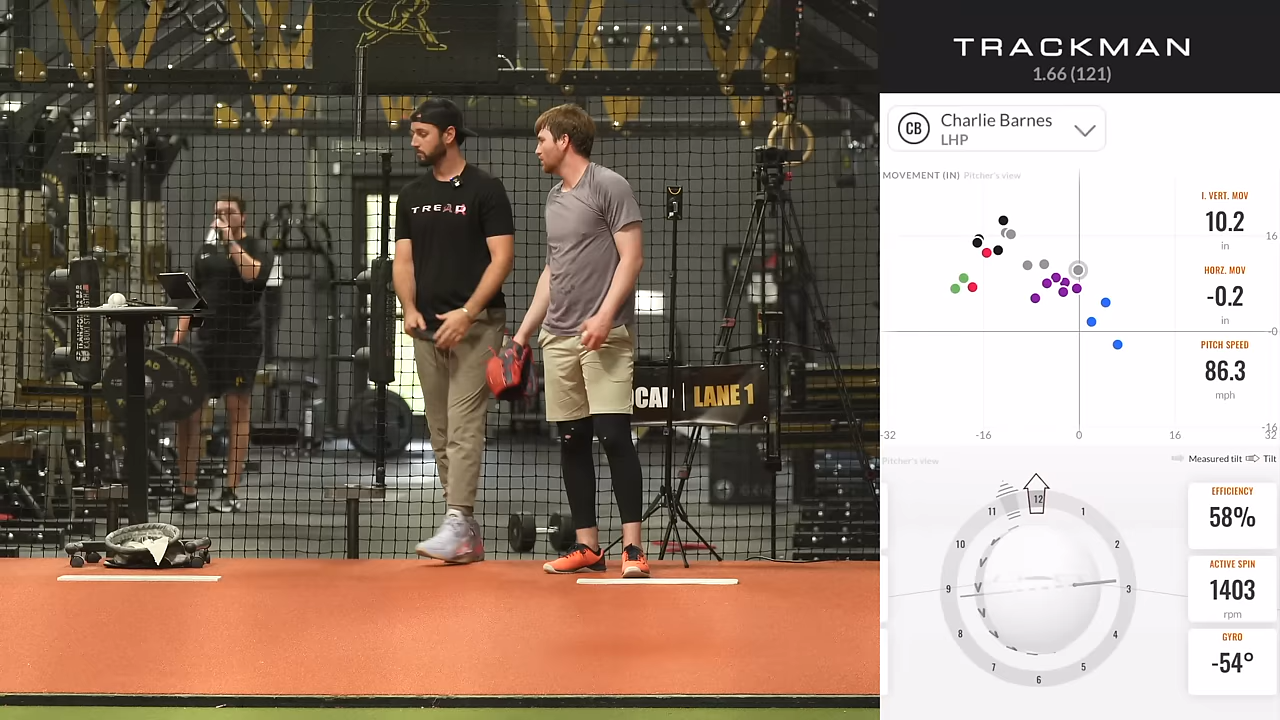 TREAD
OCAL | LANE 1
TRACKMAN
1.66 (121)
CB
Charlie Barnes
LHP
MOVEMENT (IN) Pitcher's view
I. VERT. MOV
10.2
in
HORZ. MOV
-0.2
in
PITCH SPEED
86.3
mph
16
-0
-16
-32
-16
0
16
32
Pitcher's view
Measured tilt
Tilt
12
1
2
3
4
5
6
7
8
9
10
11
EFFICIENCY
58%
ACTIVE SPIN
1403
rpm
GYRO
-54°